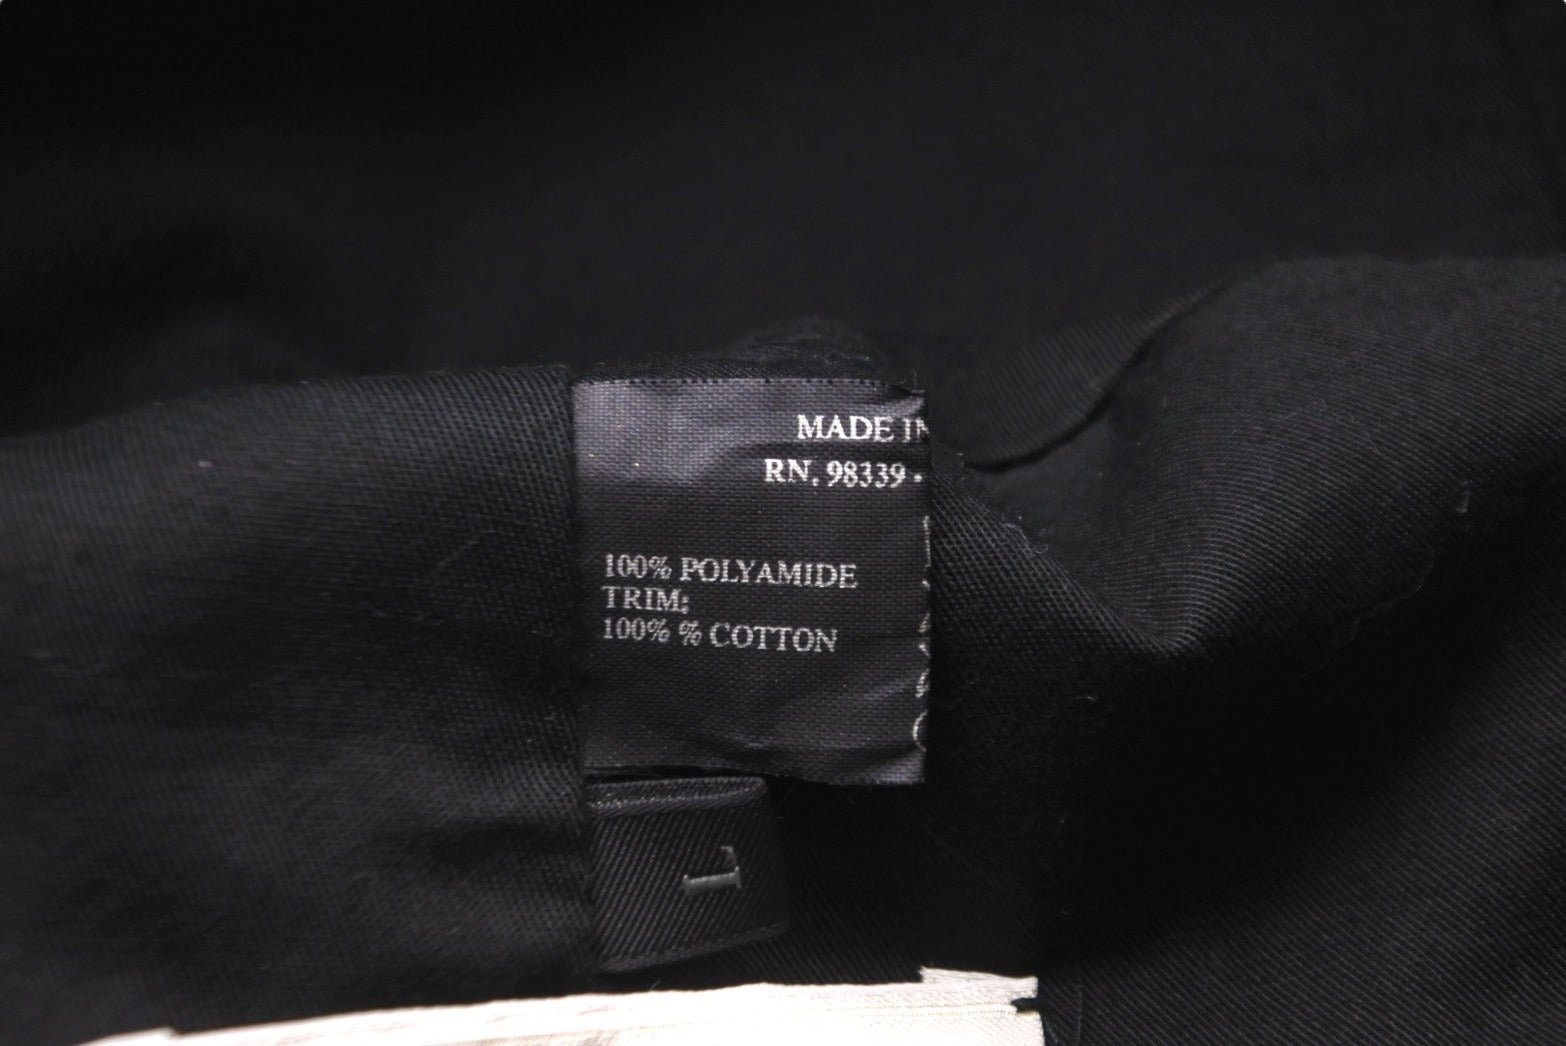 MADE IN
RN. 98339 ·
100% POLYAMIDE
TRIM:
100% % COTTON